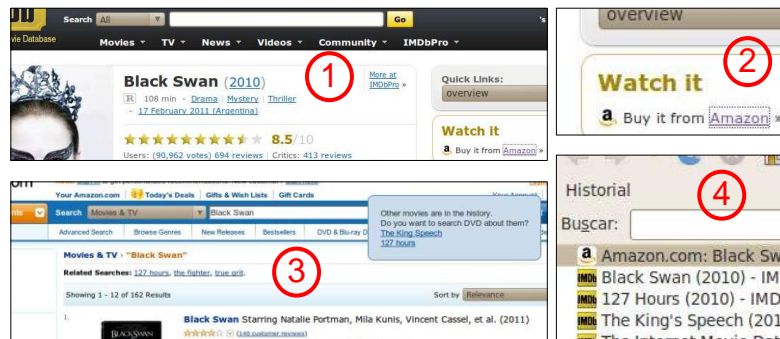 Search All Go 's
vie Database
Movies TV News Videos Community IMDbPro
Black Swan (2010)
1
More at
IMDbPro »
R 108 min - Drama | Mystery | Thriller
- 17 February 2011 (Argentina)
8.5/10
Users: (90,962 votes) 694 reviews | Critics: 413 reviews
Quick Links:
overview
Watch it
a Buy it from Amazon »
overview
2
Watch it
a Buy it from Amazon »
Your Amazon.com Today's Deals Gifts & Wish Lists Gift Cards
Search Movies & TV Black Swan
Advanced Search Browse Genres New Releases Bestsellers DVD & Blu-ray D
Other movies are in the history.
Do you want to search DVD about them?
The King Speech
127 hours
Movies & TV › "Black Swan"
Related Searches: 127 hours, the fighter, true grit.
3
Showing 1 - 12 of 162 Results Sort by Relevance
1.
BLACK SWAN
Black Swan Starring Natalie Portman, Mila Kunis, Vincent Cassel, et al. (2011)
(140 customer reviews)
Historial
4
Buscar:
a Amazon.com: Black Sw
IMDb Black Swan (2010) - IM
IMDb 127 Hours (2010) - IMD
IMDb The King's Speech (201